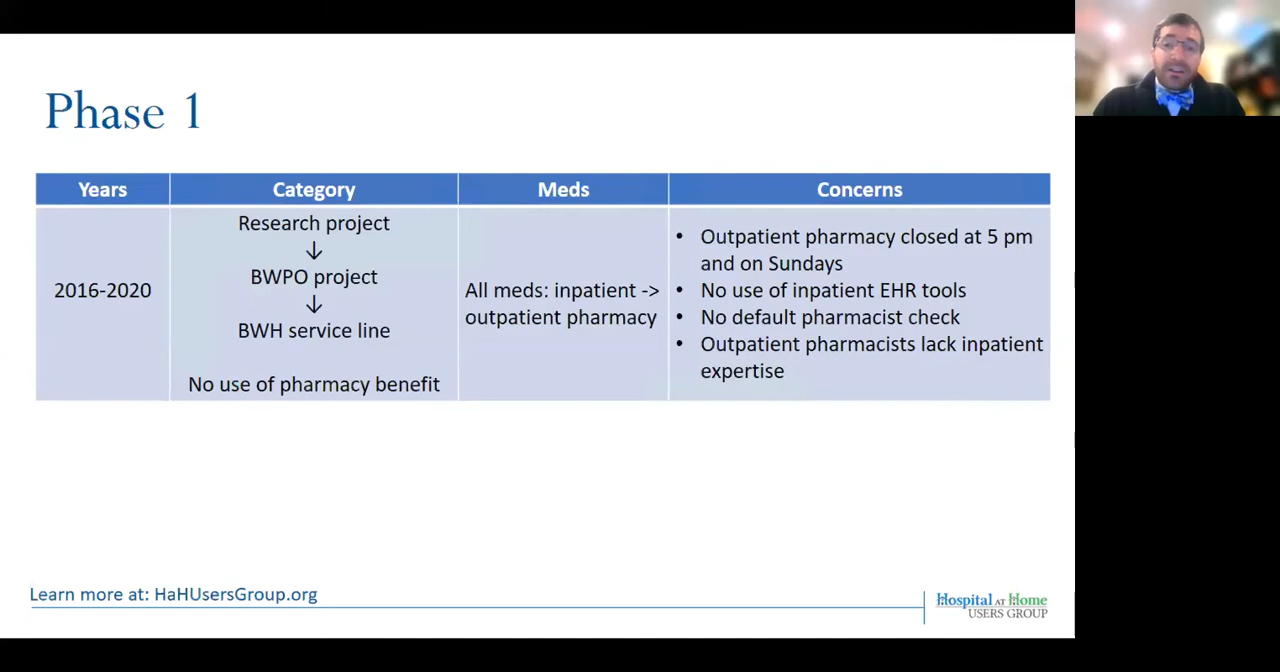 Phase 1
Years
Category
Meds
Concerns
2016-2020
Research project
↓
BWPO project
↓
BWH service line
No use of pharmacy benefit
All meds: inpatient ->
outpatient pharmacy
• Outpatient pharmacy closed at 5 pm
and on Sundays
• No use of inpatient EHR tools
• No default pharmacist check
• Outpatient pharmacists lack inpatient
expertise
Learn more at: HaHUsersGroup.org
Hospital AT Home
USERS GROUP